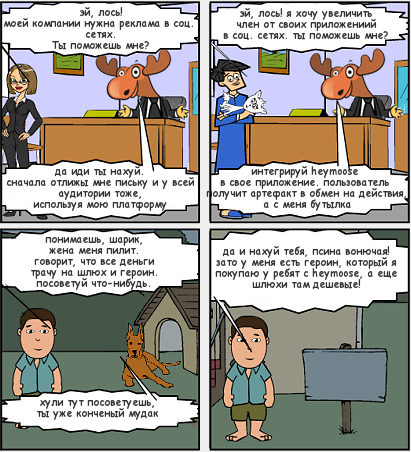 эй, лось!
моей компании нужна реклама в соц.
сетях.
Ты поможешь мне?
да иди ты нахуй.
сначала отлижы мне письку и у всей
аудитории тоже,
используя мою платформу
эй, лось! я хочу увеличить
член от своих приложениий
в соц. сетях. ты поможешь мне?
интегрируй heymoose
в свое приложение. пользователь
получит артефакт в обмен на действия,
а с меня бутылка
понимаешь, шарик,
жена меня пилит.
говорит, что все деньги
трачу на шлюх и героин.
посоветуй что-нибудь.
хули тут посоветуешь,
ты уже конченый мудак
да и нахуй тебя, псина вонючая!
зато у меня есть героин, который я
покупаю у ребят с heymoose, а еще
шлюхи там дешевые!